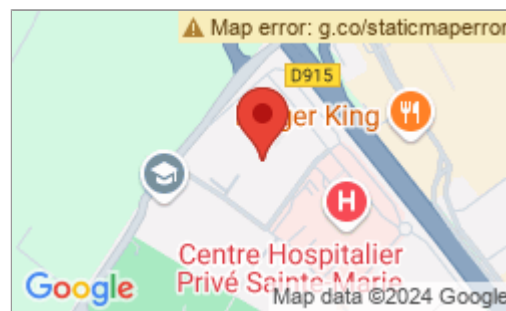 Map error: g.co/staticmaperror
D915
ger King
H
Centre Hospitalier
Privé Sainte-Marie
Google
Map data ©2024 Google